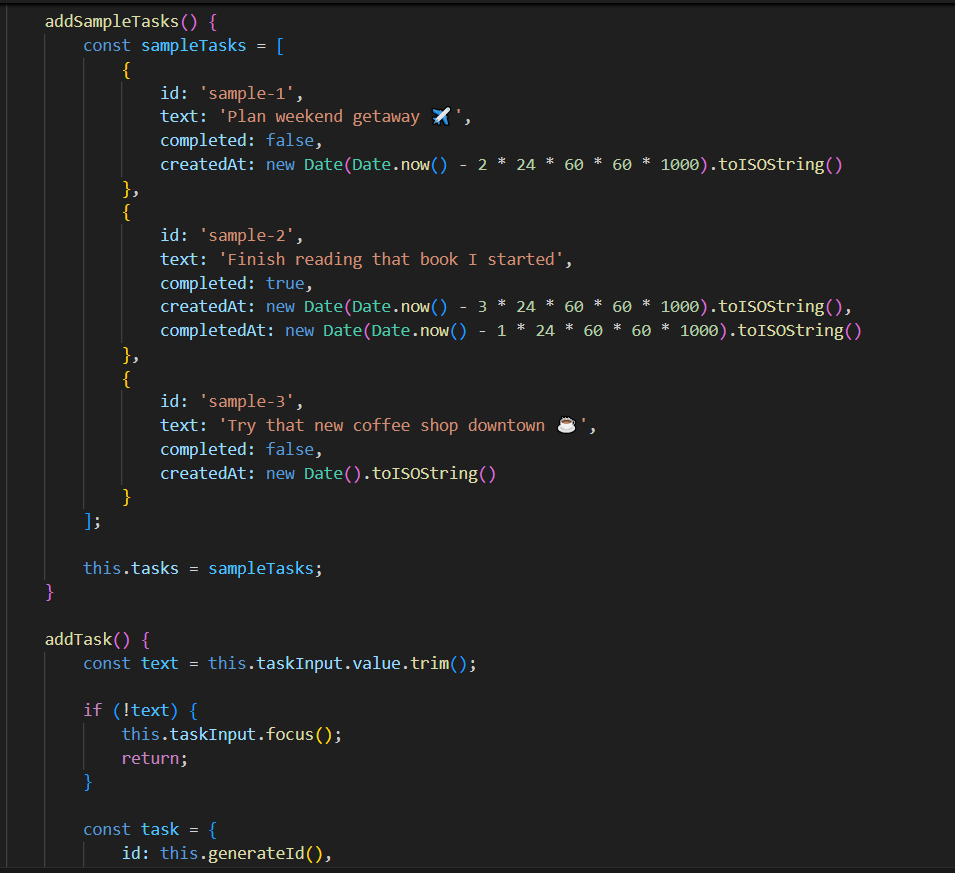 addSampleTasks() {
const sampleTasks = [
{
id: 'sample-1',
text: 'Plan weekend getaway ✈️',
completed: false,
createdAt: new Date(Date.now() - 2 * 24 * 60 * 60 * 1000).toISOString()
},
{
id: 'sample-2',
text: 'Finish reading that book I started',
completed: true,
createdAt: new Date(Date.now() - 3 * 24 * 60 * 60 * 1000).toISOString(),
completedAt: new Date(Date.now() - 1 * 24 * 60 * 60 * 1000).toISOString()
},
{
id: 'sample-3',
text: 'Try that new coffee shop downtown ☕',
completed: false,
createdAt: new Date().toISOString()
}
];
this.tasks = sampleTasks;
}
addTask() {
const text = this.taskInput.value.trim();
if (!text) {
this.taskInput.focus();
return;
}
const task = {
id: this.generateId(),